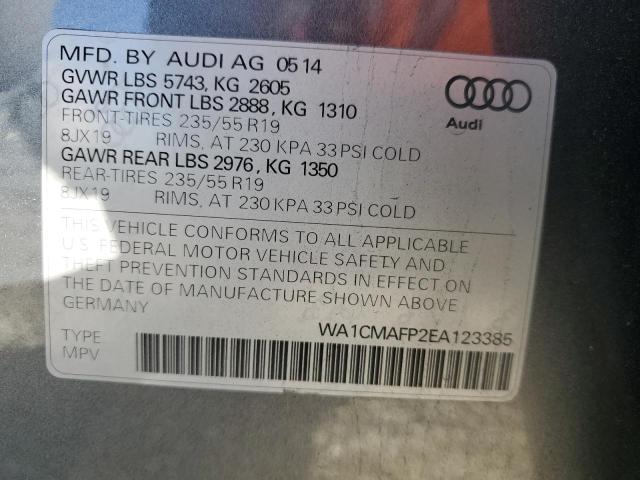 MFD. BY AUDI AG 0514
GVWR LBS 5743, KG 2605
GAWR FRONT LBS 2888, KG 1310
FRONT-TIRES 235/55 R19
8JX19 RIMS, AT 230 KPA 33 PSI COLD
GAWR REAR LBS 2976, KG 1350
REAR-TIRES 235/55 R19
8JX19 RIMS, AT 230 KPA 33 PSI COLD
Audi
THIS VEHICLE CONFORMS TO ALL APPLICABLE
U.S. FEDERAL MOTOR VEHICLE SAFETY AND
THEFT PREVENTION STANDARDS IN EFFECT ON
THE DATE OF MANUFACTURE SHOWN ABOVE
GERMANY
WA1CMAFP2EA123385
TYPE
MPV